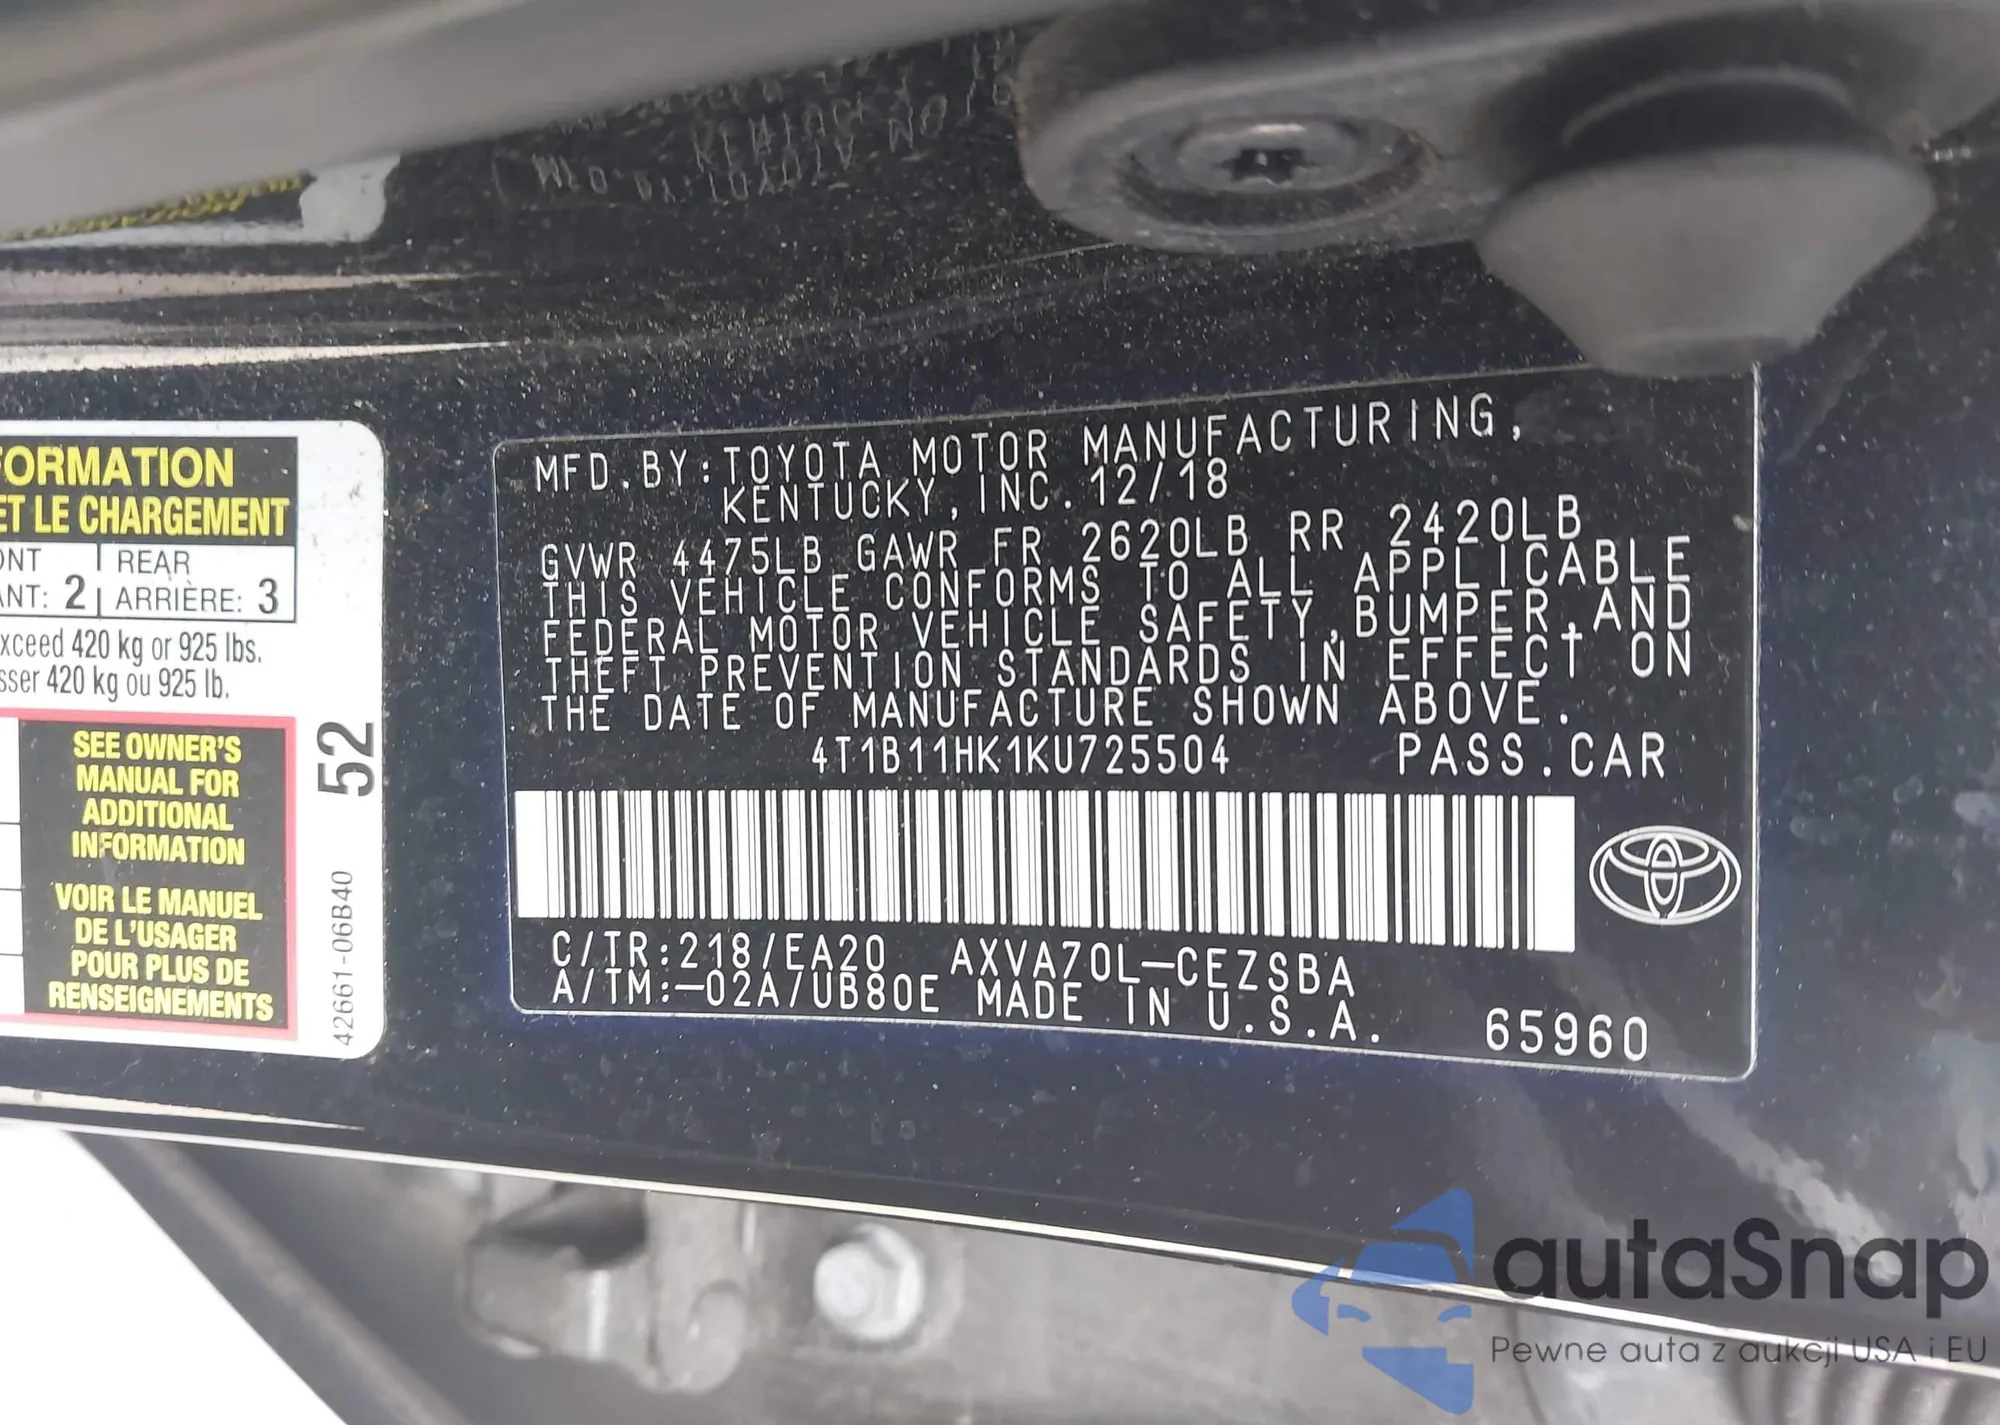 FORMATION
ET LE CHARGEMENT
REAR
2 ARRIÈRE: 3
420 kg or 925 lbs.
420 kg ou 925 lb.
SEE OWNER'S
MANUAL FOR
ADDITIONAL
INFORMATION
VOIR LE MANUEL
DE L'USAGER
POUR PLUS DE
RENSEIGNEMENTS
52
42661-06B40
MFD.BY:TOYOTA MOTOR MANUFACTURING,
KENTUCKY,INC.12/18
GVWR 4475LB GAWR FR 2620LB RR 2420LB
THIS VEHICLE CONFORMS TO ALL APPLICABLE
FEDERAL MOTOR VEHICLE SAFETY,BUMPER,AND
THEFT PREVENTION STANDARDS IN EFFECT ON
THE DATE OF MANUFACTURE SHOWN ABOVE.
4T1B11HK1KU725504 PASS.CAR
C/TR:218/EA20 AXVA70L-CEZSBA
A/TM:-02A/UB80E MADE IN U.S.A. 65960
autaSnap
Pewne auta z aukcji USA i EU